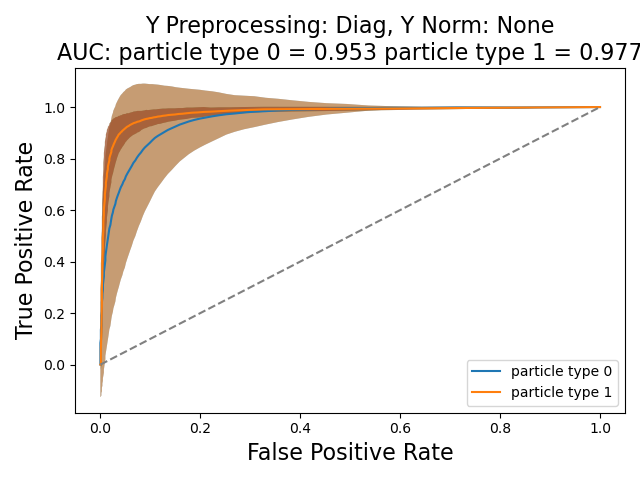 Y Preprocessing: Diag, Y Norm: None
AUC: particle type 0 = 0.953 particle type 1 = 0.977
True Positive Rate
1.0
0.8
0.6
0.4
0.2
0.0
0.0 0.2 0.4 0.6 0.8 1.0
False Positive Rate
particle type 0
particle type 1